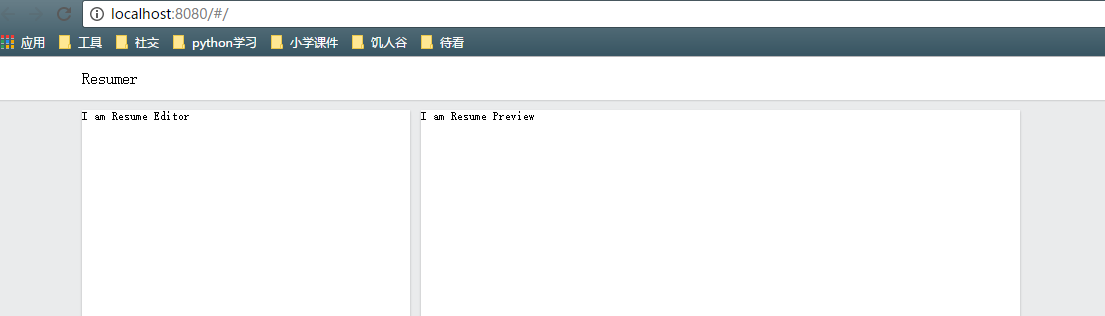 localhost:8080/#/
应用 工具 社交 python学习 小学课件 饥人谷 待看
Resumer
I am Resume Editor I am Resume Preview